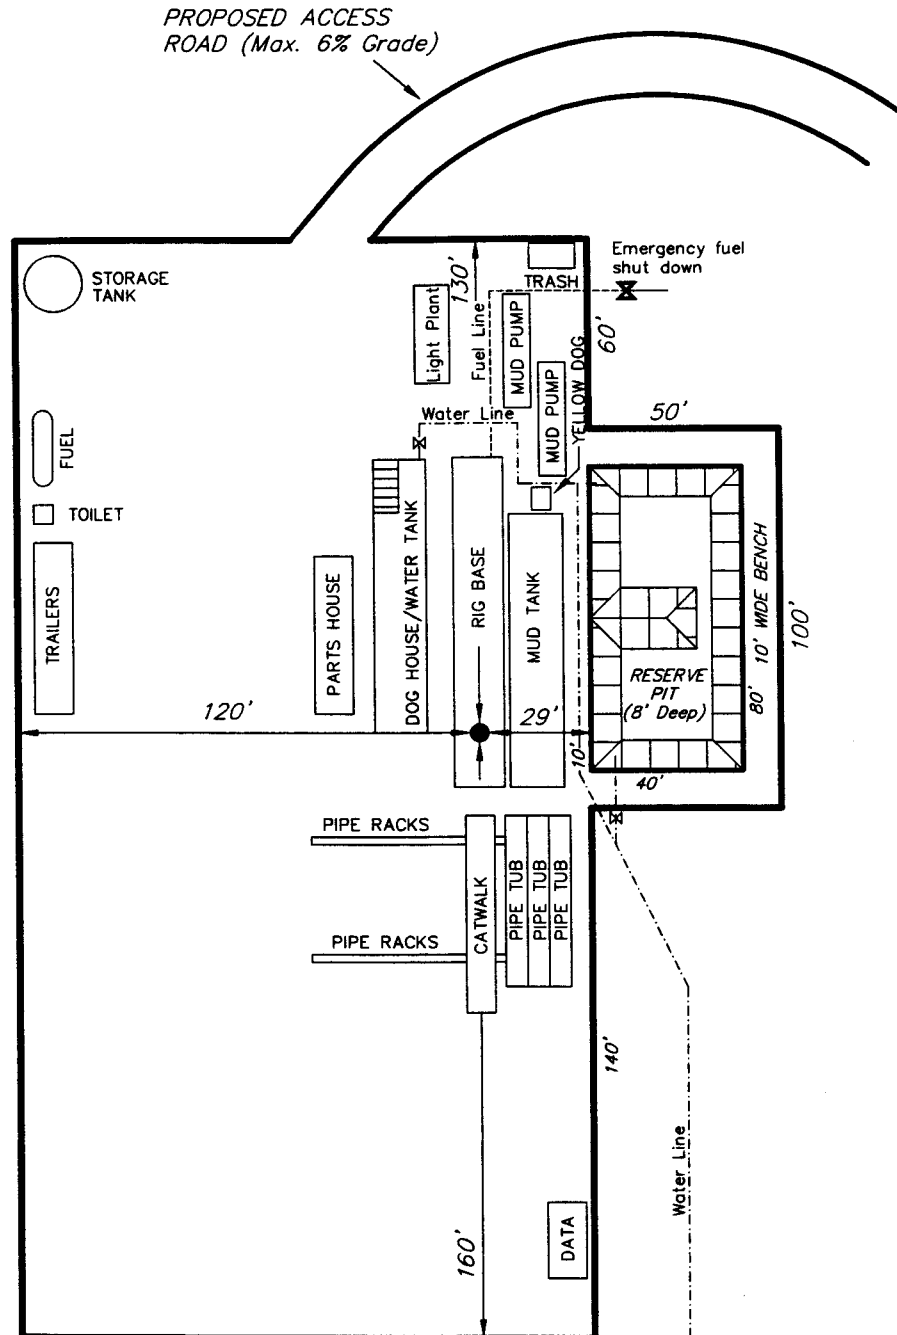 PROPOSED ACCESS
ROAD (Max. 6% Grade)
STORAGE
TANK
130'
TRASH
Emergency fuel
shut down
Light Plant
Fuel Line
MUD PUMP
60'
MUD PUMP
YELLOW DOG
Water Line
50'
FUEL
TOILET
TRAILERS
PARTS HOUSE
DOG HOUSE/WATER TANK
RIG BASE
MUD TANK
RESERVE
PIT
(8' Deep)
10' WIDE BENCH
100'
80'
120'
29'
10'
40'
PIPE RACKS
CATWALK
PIPE TUB
PIPE TUB
PIPE TUB
PIPE RACKS
140'
Water Line
160'
DATA